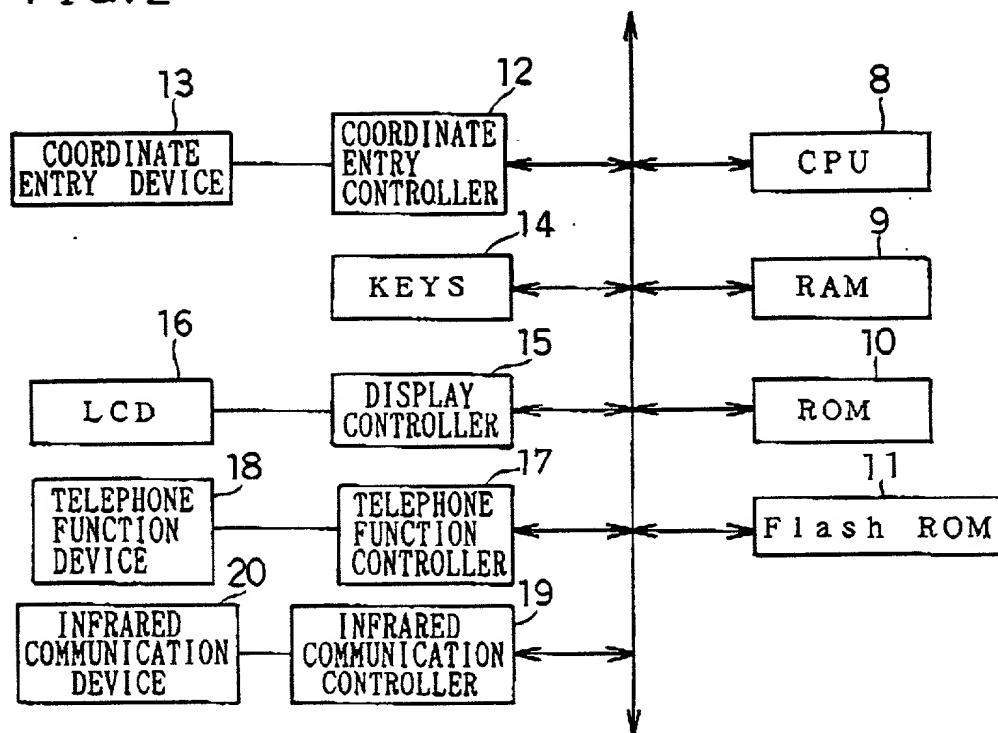 FIG.2
13
COORDINATE
ENTRY DEVICE
12
COORDINATE
ENTRY
CONTROLLER
8
CPU
14
KEYS
9
RAM
16
LCD
15
DISPLAY
CONTROLLER
10
ROM
18
TELEPHONE
FUNCTION
DEVICE
17
TELEPHONE
FUNCTION
CONTROLLER
11
Flash ROM
20
INFRARED
COMMUNICATION
DEVICE
19
INFRARED
COMMUNICATION
CONTROLLER